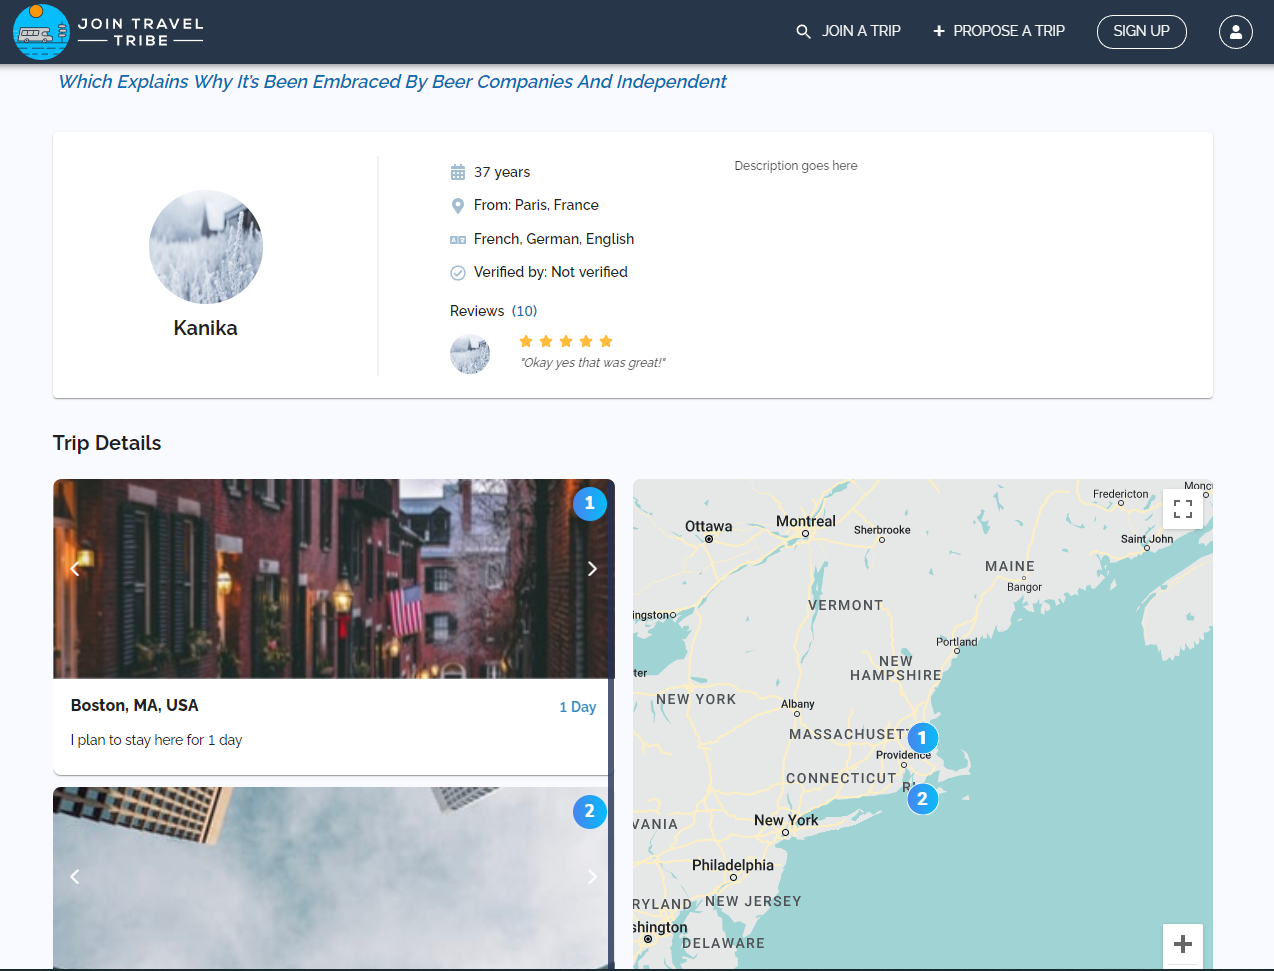 JOIN TRAVEL
TRIBE
JOIN A TRIP
PROPOSE A TRIP
SIGN UP
Which Explains Why It's Been Embraced By Beer Companies And Independent
Kanika
37 years
From: Paris, France
French, German, English
Verified by: Not verified
Reviews (10)
"Okay yes that was great!"
Description goes here
Trip Details
1
Boston, MA, USA
1 Day
I plan to stay here for 1 day
2
Fredericton
Ottawa
Montreal
Sherbrooke
Saint John
MAINE
Bangor
VERMONT
Portland
NEW
HAMPSHIRE
NEW YORK
Albany
MASSACHUSETT
1
Providence
CONNECTICUT
2
New York
VANIA
Philadelphia
RYLAND
NEW JERSEY
shington
DELAWARE